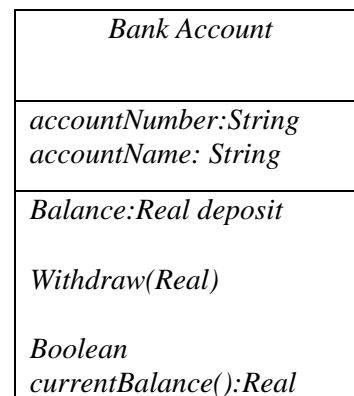 Bank Account
accountNumber:String
accountName: String
Balance:Real deposit
Withdraw(Real)
Boolean
currentBalance():Real